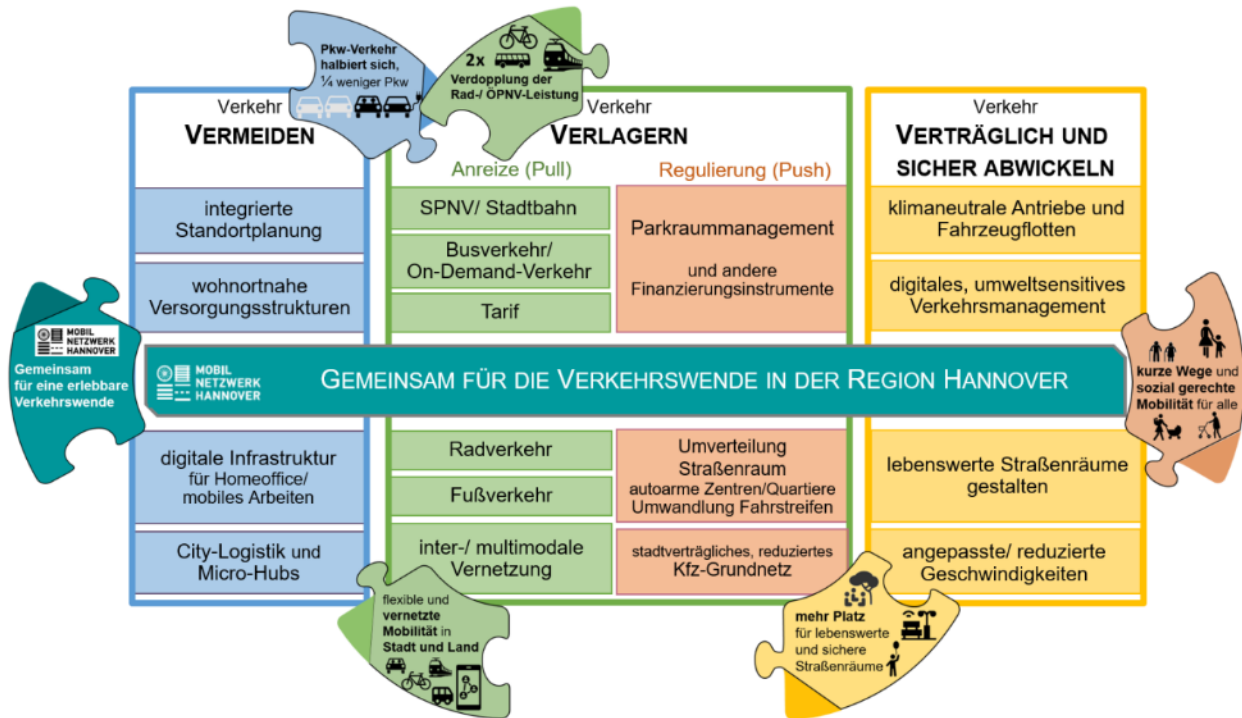 Pkw-Verkehr
halbiert sich,
¼ weniger Pkw
2x
Verdopplung der
Rad-/ ÖPNV-Leistung
Verkehr
VERMEIDEN
integrierte
Standortplanung
wohnortnahe
Versorgungsstrukturen
Verkehr
VERLAGERN
Anreize (Pull)
SPNV/ Stadtbahn
Busverkehr/
On-Demand-Verkehr
Tarif
Regulierung (Push)
Parkraummanagement
und andere
Finanzierungsinstrumente
Verkehr
VERTRÄGLICH UND
SICHER ABWICKELN
klimaneutrale Antriebe und
Fahrzeugflotten
digitales, umweltsensitives
Verkehrsmanagement
MOBIL
NETZWERK
HANNOVER
Gemeinsam
für eine erlebbare
Verkehrswende
MOBIL
NETZWERK
HANNOVER
GEMEINSAM FÜR DIE VERKEHRSWENDE IN DER REGION HANNOVER
kurze Wege und
sozial gerechte
Mobilität für alle
digitale Infrastruktur
für Homeoffice/
mobiles Arbeiten
City-Logistik und
Micro-Hubs
Radverkehr
Fußverkehr
inter-/ multimodale
Vernetzung
Umverteilung
Straßenraum
autoarme Zentren/Quartiere
Umwandlung Fahrstreifen
stadtverträgliches, reduziertes
Kfz-Grundnetz
lebenswerte Straßenräume
gestalten
angepasste/ reduzierte
Geschwindigkeiten
flexible und
vernetzte
Mobilität in
Stadt und Land
mehr Platz
für lebenswerte
und sichere
Straßenräume